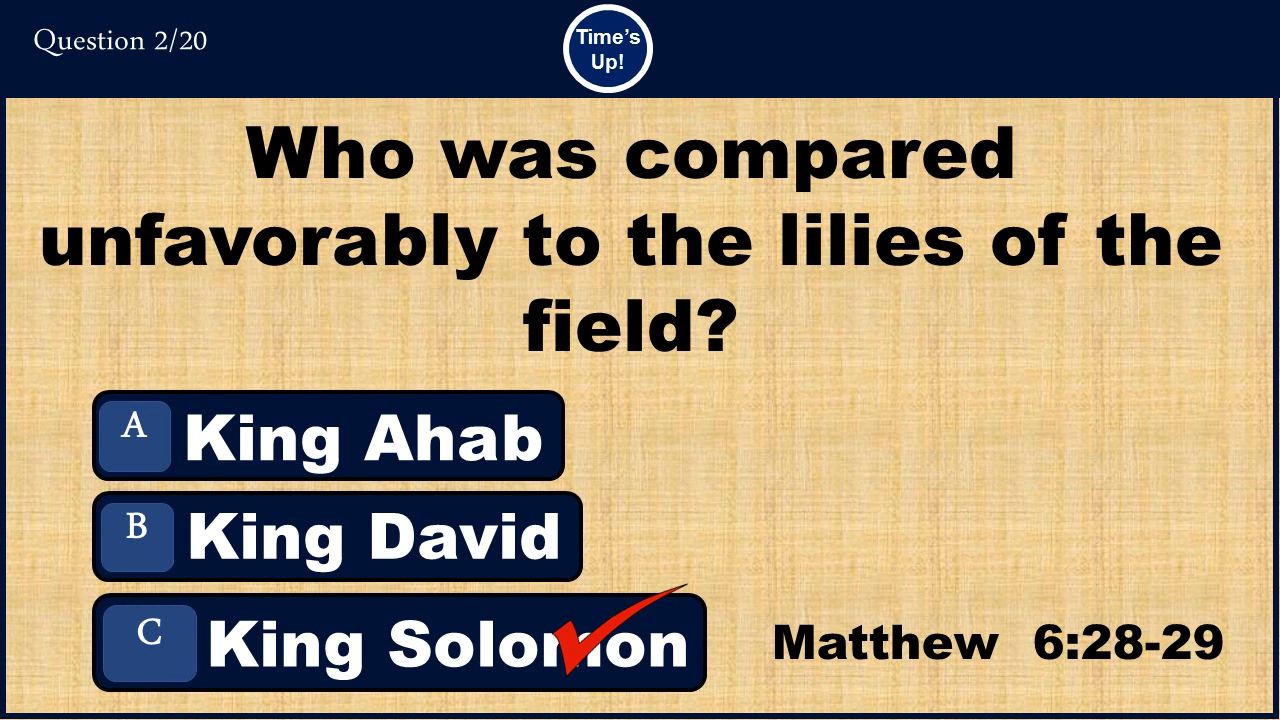 Question 2/20
Time's
Up!
Who was compared
unfavorably to the lilies of the
field?
A King Ahab
B King David
C King Solomon
Matthew 6:28-29